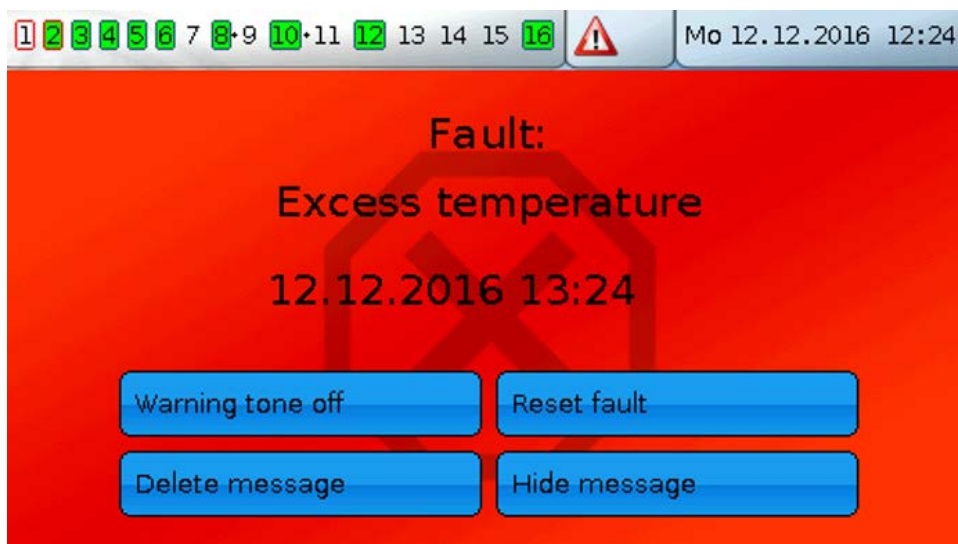 1 2 3 4 5 6 7 8+9 10+11 12 13 14 15 16 Mo 12.12.2016 12:24
Fault:
Excess temperature
12.12.2016 13:24
Warning tone off Reset fault
Delete message Hide message